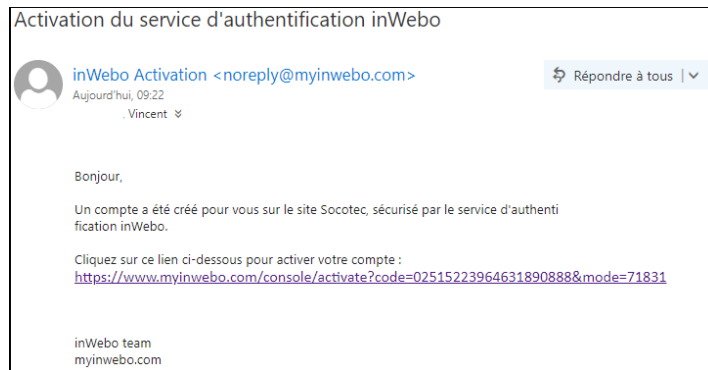 Activation du service d'authentification inWebo
inWebo Activation <noreply@myinwebo.com>
Répondre à tous
Aujourd'hui, 09:22
. Vincent
Bonjour,
Un compte a été créé pour vous sur le site Socotec, sécurisé par le service d'authenti
fication inWebo.
Cliquez sur ce lien ci-dessous pour activer votre compte :
https://www.myinwebo.com/console/activate?code=02515223964631890888&mode=71831
inWebo team
myinwebo.com